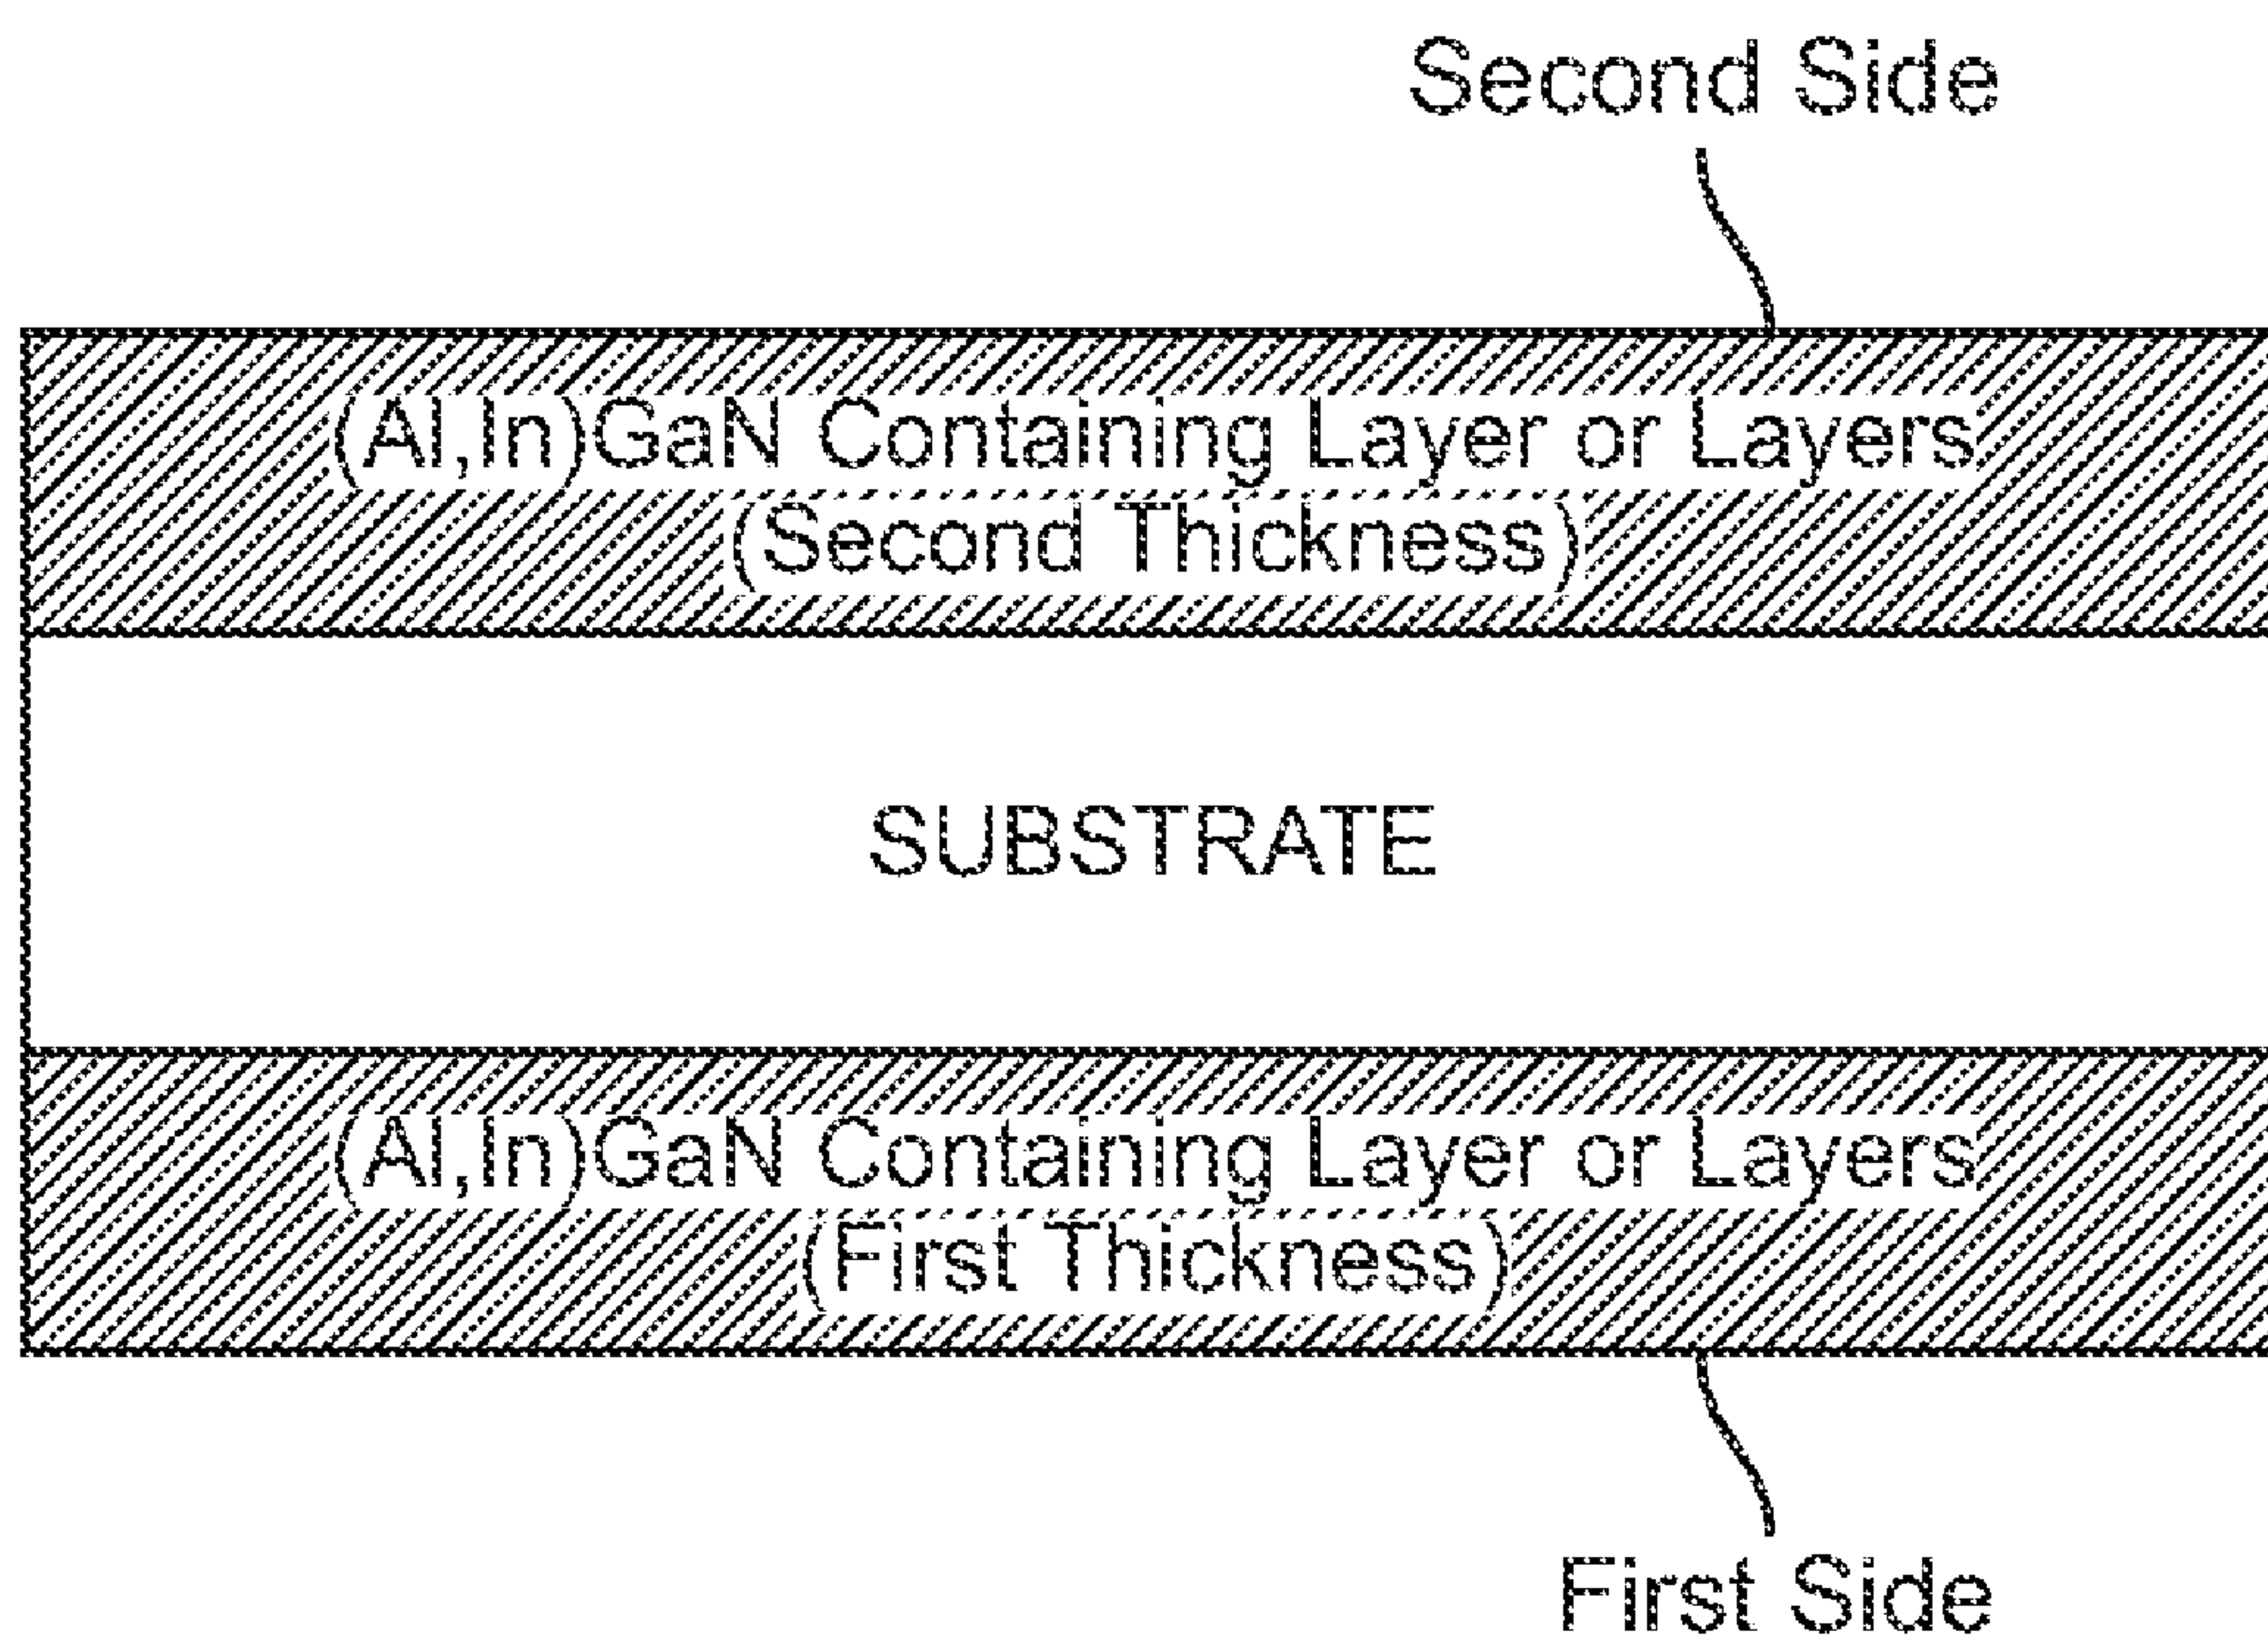 Second Side
(Al,In)GaN Containing Layer or Layers
(Second Thickness)
SUBSTRATE
(Al,In)GaN Containing Layer or Layers
(First Thickness)
First Side